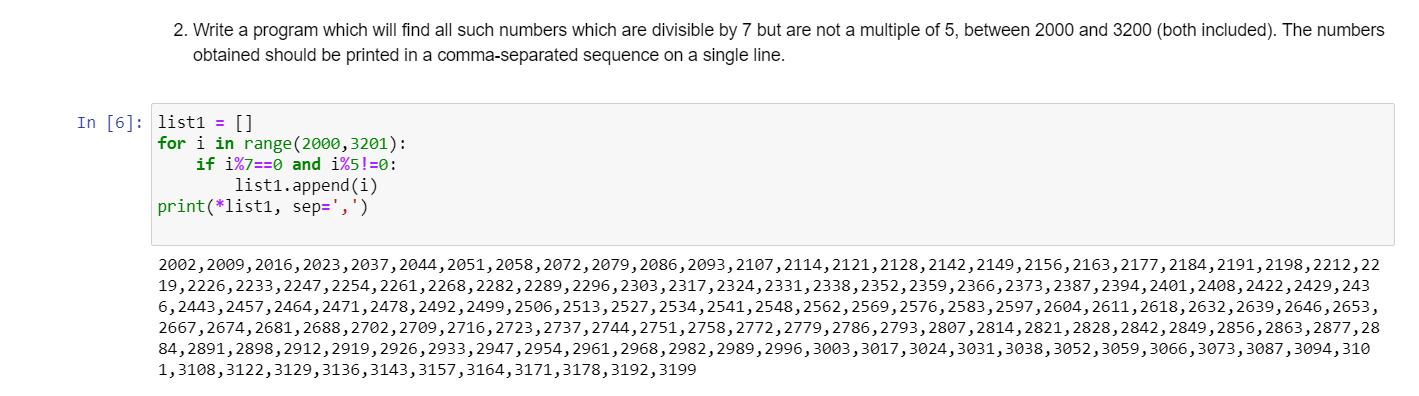 2. Write a program which will find all such numbers which are divisible by 7 but are not a multiple of 5, between 2000 and 3200 (both included). The numbers
obtained should be printed in a comma-separated sequence on a single line.
In [6]: list1 = []
for i in range(2000,3201):
    if i%7==0 and i%5!=0:
        list1.append(i)
print(*list1, sep=',')
2002,2009,2016,2023,2037,2044,2051,2058,2072,2079,2086,2093,2107,2114,2121,2128,2142,2149,2156,2163,2177,2184,2191,2198,2212,22
19,2226,2233,2247,2254,2261,2268,2282,2289,2296,2303,2317,2324,2331,2338,2352,2359,2366,2373,2387,2394,2401,2408,2422,2429,243
6,2443,2457,2464,2471,2478,2492,2499,2506,2513,2527,2534,2541,2548,2562,2569,2576,2583,2597,2604,2611,2618,2632,2639,2646,2653,
2667,2674,2681,2688,2702,2709,2716,2723,2737,2744,2751,2758,2772,2779,2786,2793,2807,2814,2821,2828,2842,2849,2856,2863,2877,28
84,2891,2898,2912,2919,2926,2933,2947,2954,2961,2968,2982,2989,2996,3003,3017,3024,3031,3038,3052,3059,3066,3073,3087,3094,310
1,3108,3122,3129,3136,3143,3157,3164,3171,3178,3192,3199